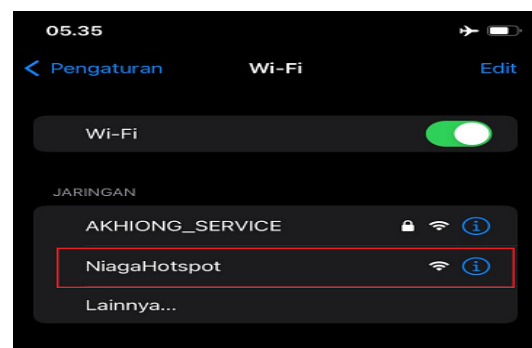 05.35
Pengaturan Wi-Fi Edit
Wi-Fi
JARINGAN
AKHIONG_SERVICE
NiagaHotspot
Lainnya...